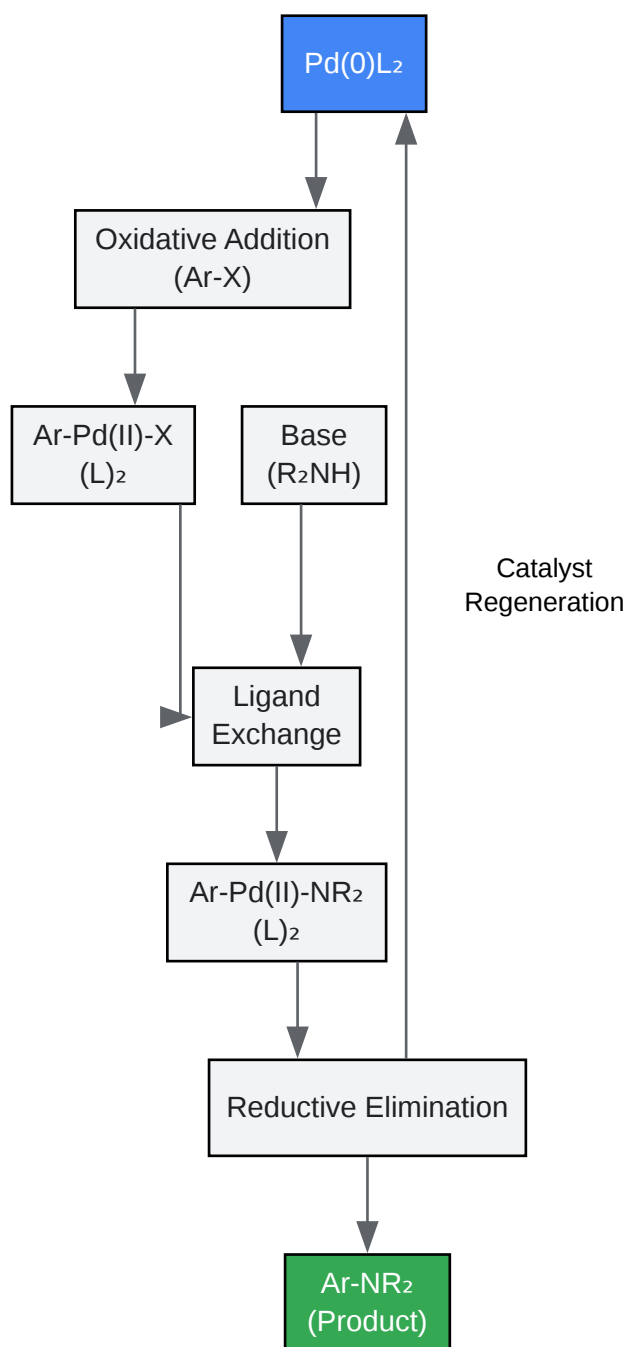 Pd(0)L₂
Oxidative Addition
(Ar-X)
Ar-Pd(II)-X
(L)₂
Base
(R₂NH)
Catalyst
Regeneration
Ligand
Exchange
Ar-Pd(II)-NR₂
(L)₂
Reductive Elimination
Ar-NR₂
(Product)